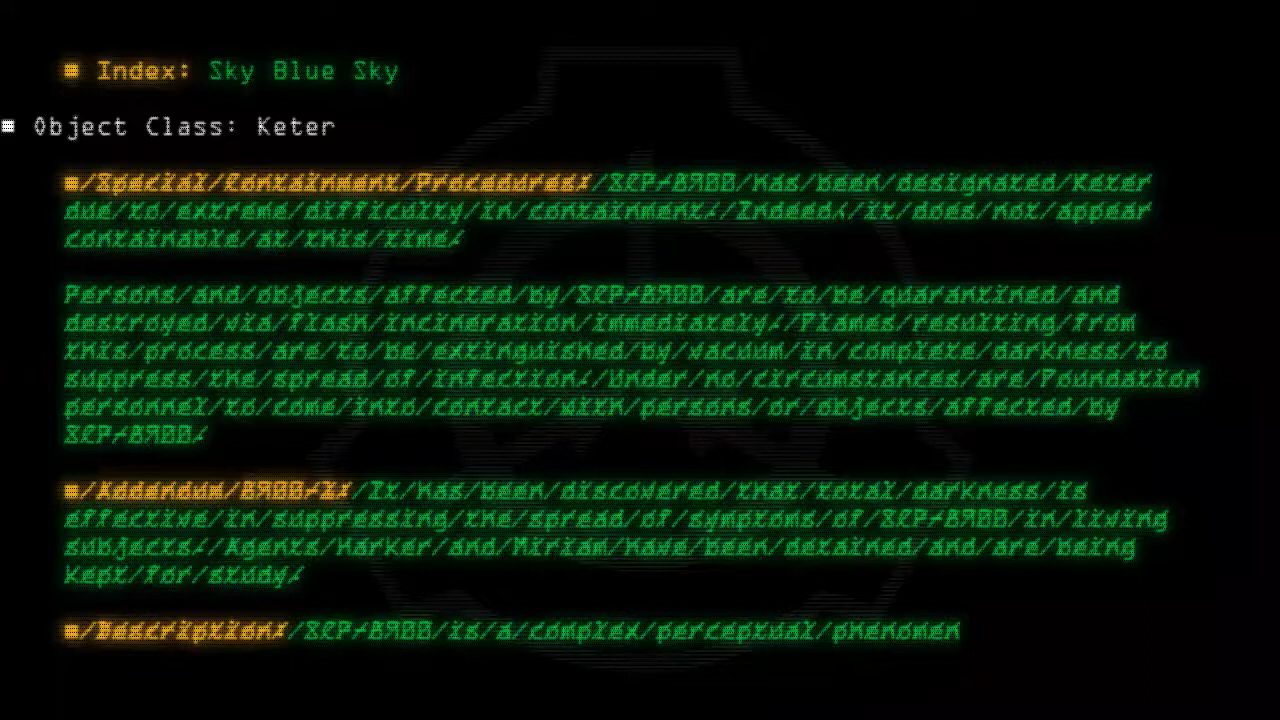 ■ Index: Sky Blue Sky
■ Object Class: Keter
■ Special Containment Procedures: SCP-8900 has been designated Keter
due to extreme difficulty in containment. Indeed, it does not appear
containable at this time.
Persons and objects affected by SCP-8900 are to be quarantined and
destroyed via flash incineration immediately. Flames resulting from
this process are to be extinguished by vacuum in complete darkness to
suppress the spread of infection. Under no circumstances are Foundation
personnel to come into contact with persons or objects affected by
SCP-8900.
■ Addendum 8900-2: It has been discovered that total darkness is
effective in suppressing the spread of symptoms of SCP-8900 in living
subjects. Agents Harker and Miriam have been detained and are being
kept for study.
■ Description: SCP-8900 is a complex perceptual phenomen